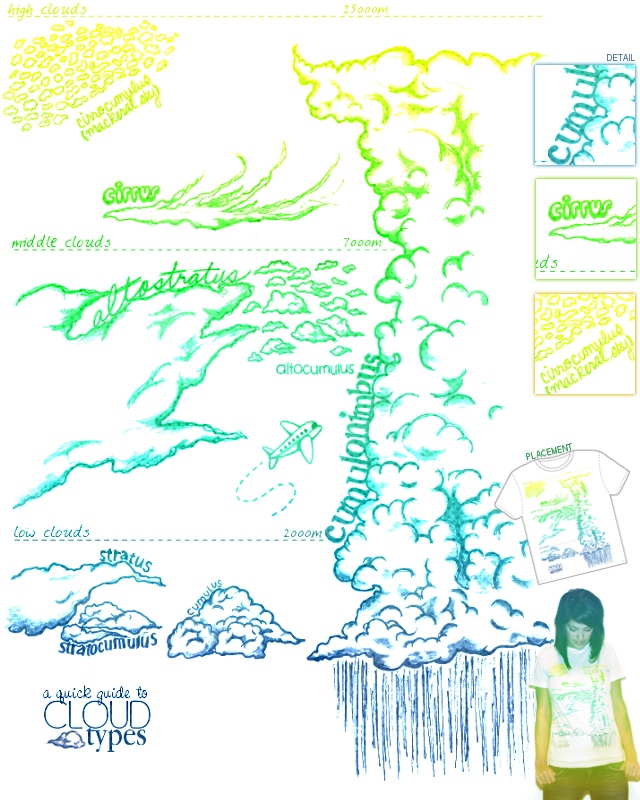 high clouds 13000m
cirrocumulus
(mackeral sky)
cirrus
middle clouds 7000m
altostratus
altocumulus
cumulonimbus
low clouds 2000m
stratus
cumulus
stratocumulus
a quick guide to
CLOUD
types
DETAIL
cumul
cirrus
uds
cirrocumulus
(mackeral sky)
PLACEMENT